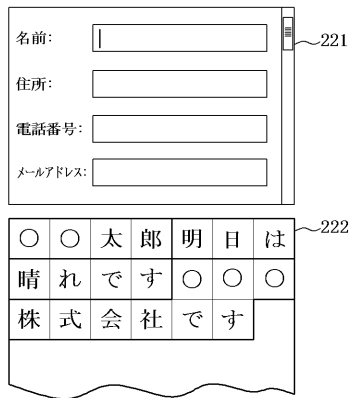 名前:
221
住所:
電話番号:
メールアドレス:
222
○○太郎明日は
晴れです○○○
株式会社です